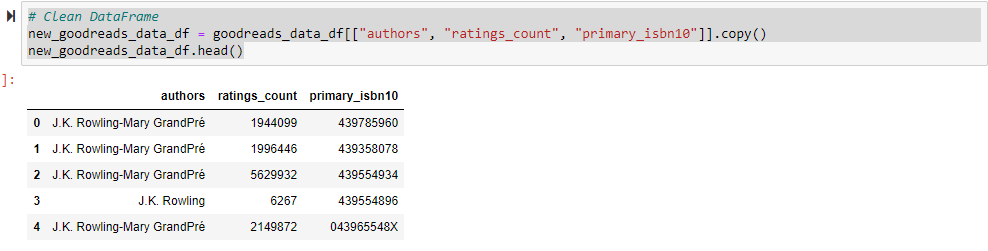 # Clean DataFrame
new_goodreads_data_df = goodreads_data_df[["authors", "ratings_count", "primary_isbn10"]].copy()
new_goodreads_data_df.head()
]:
authors ratings_count primary_isbn10
0 J.K. Rowling-Mary GrandPré 1944099 439785960
1 J.K. Rowling-Mary GrandPré 1996446 439358078
2 J.K. Rowling-Mary GrandPré 5629932 439554934
3 J.K. Rowling 6267 439554896
4 J.K. Rowling-Mary GrandPré 2149872 043965548X